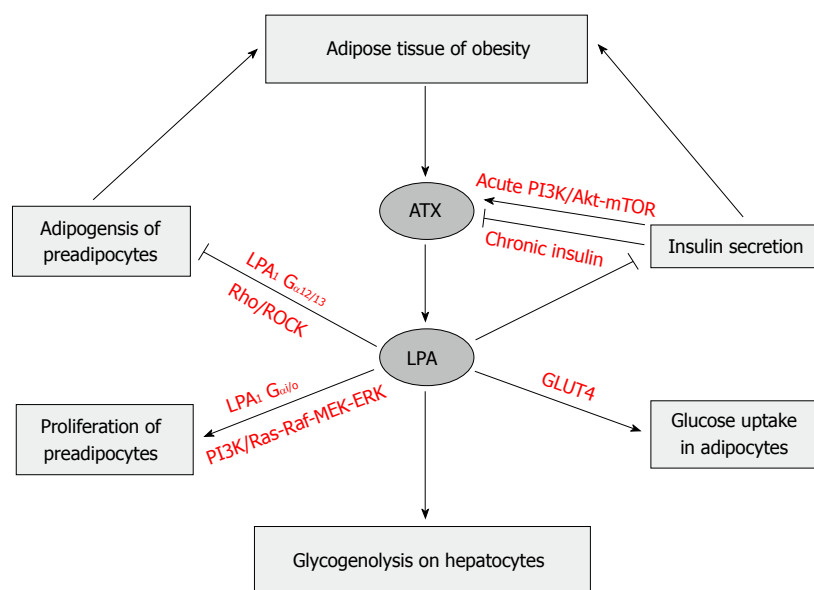 Adipose tissue of obesity
Acute PI3K/Akt-mTOR
ATX
Adipogensis of
preadipocytes
Chronic insulin
Insulin secretion
LPA₁ Gα12/13
Rho/ROCK
LPA
GLUT4
LPA₁ Gαi/o
PI3K/Ras-Raf-MEK-ERK
Proliferation of
preadipocytes
Glucose uptake
in adipocytes
Glycogenolysis on hepatocytes